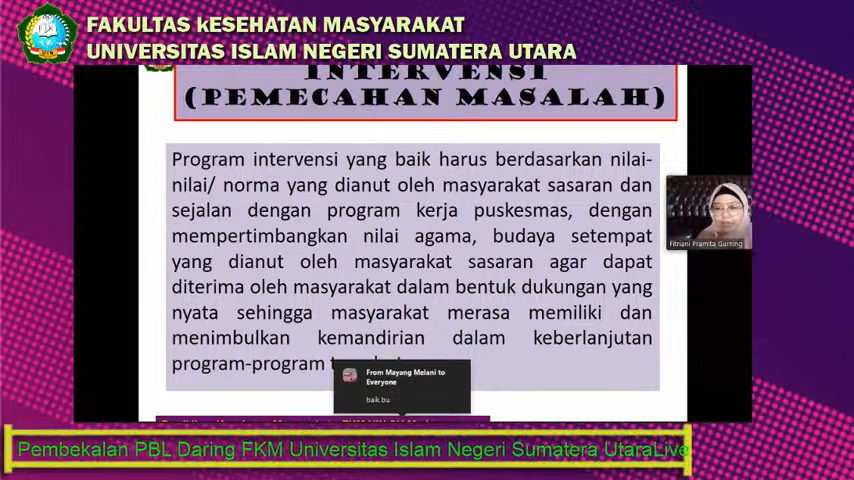 FAKULTAS kESEHATAN MASYARAKAT
UNIVERSITAS ISLAM NEGERI SUMATERA UTARA
INTERVENSI
(PEMECAHAN MASALAH)
Program intervensi yang baik harus berdasarkan nilai-
nilai/ norma yang dianut oleh masyarakat sasaran dan
sejalan dengan program kerja puskesmas, dengan
mempertimbangkan nilai agama, budaya setempat
yang dianut oleh masyarakat sasaran agar dapat
diterima oleh masyarakat dalam bentuk dukungan yang
nyata sehingga masyarakat merasa memiliki dan
menimbulkan kemandirian dalam keberlanjutan
program-program
Fitriani Pramita Gurning
From Mayang Melani to
Everyone
baik.bu
Pembekalan PBL Daring FKM Universitas Islam Negeri Sumatera UtaraLive